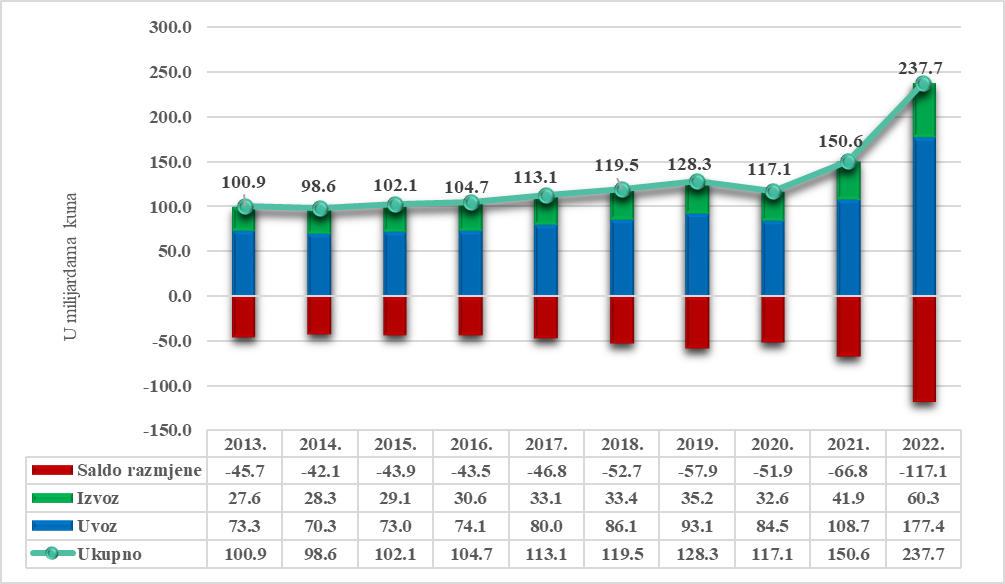 300.0
250.0
200.0
150.0
100.0
50.0
0.0
-50.0
-100.0
-150.0
U milijardama kuna
100.9 98.6 102.1 104.7 113.1 119.5 128.3 117.1 150.6 237.7
2013. 2014. 2015. 2016. 2017. 2018. 2019. 2020. 2021. 2022.
Saldo razmjene -45.7 -42.1 -43.9 -43.5 -46.8 -52.7 -57.9 -51.9 -66.8 -117.1
Izvoz 27.6 28.3 29.1 30.6 33.1 33.4 35.2 32.6 41.9 60.3
Uvoz 73.3 70.3 73.0 74.1 80.0 86.1 93.1 84.5 108.7 177.4
Ukupno 100.9 98.6 102.1 104.7 113.1 119.5 128.3 117.1 150.6 237.7